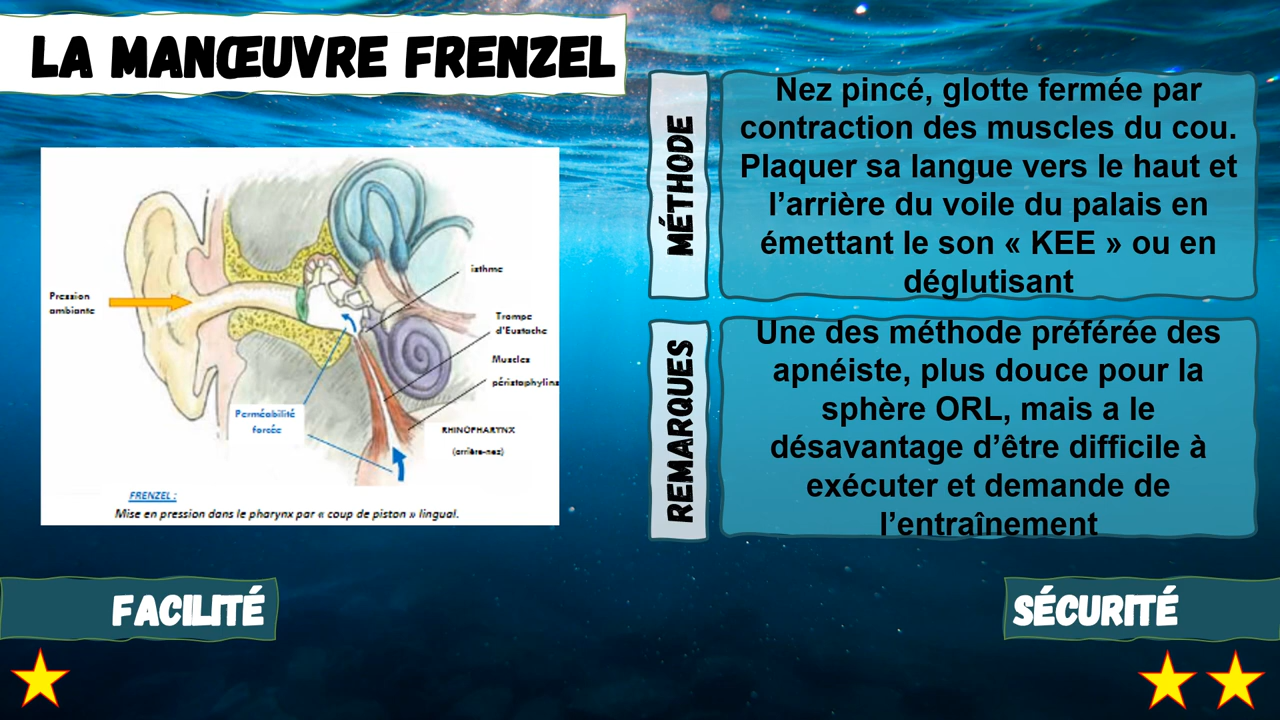 LA MANŒUVRE FRENZEL
MÉTHODE
Nez pincé, glotte fermée par
contraction des muscles du cou.
Plaquer sa langue vers le haut et
l’arrière du voile du palais en
émettant le son « KEE » ou en
déglutisant
REMARQUES
Une des méthode préférée des
apnéiste, plus douce pour la
sphère ORL, mais a le
désavantage d’être difficile à
exécuter et demande de
l’entraînement
Pression
ambiante
isthme
Trompe
d'Eustache
Muscles
péristaphylins
Perméabilité
forcée
RHINOPHARYNX
(arrière-nez)
FRENZEL :
Mise en pression dans le pharynx par « coup de piston » lingual.
FACILITÉ
SÉCURITÉ